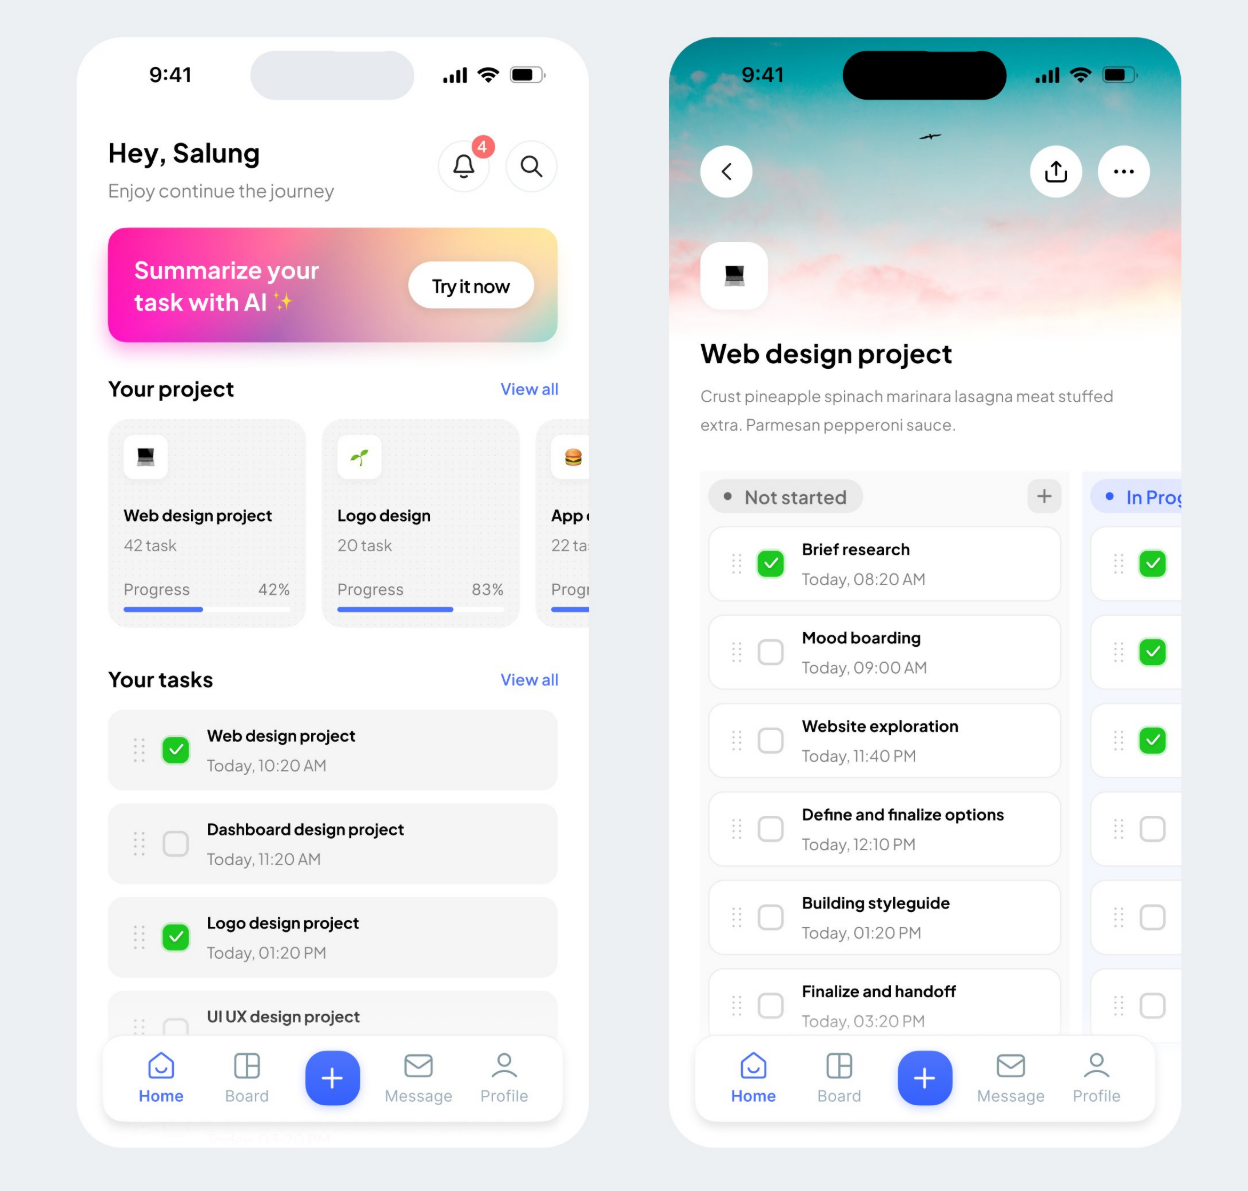 9:41
Hey, Salung
4
Enjoy continue the journey
Summarize your
task with AI
Try it now
Your project
View all
Web design project
42 task
Progress
42%
Logo design
20 task
Progress
83%
App
22 ta
Progr
Your tasks
View all
Web design project
Today, 10:20 AM
Dashboard design project
Today, 11:20 AM
Logo design project
Today, 01:20 PM
UI UX design project
Home
Board
Message
Profile
9:41
Web design project
Crust pineapple spinach marinara lasagna meat stuffed
extra. Parmesan pepperoni sauce.
Not started
In Prog
Brief research
Today, 08:20 AM
Mood boarding
Today, 09:00 AM
Website exploration
Today, 11:40 PM
Define and finalize options
Today, 12:10 PM
Building styleguide
Today, 01:20 PM
Finalize and handoff
Today, 03:20 PM
Home
Board
Message
Profile